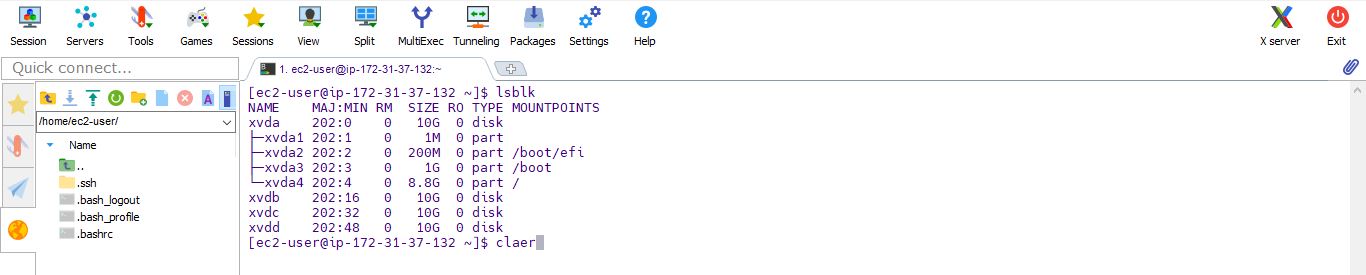 Session Servers Tools Games Sessions View Split MultiExec Tunneling Packages Settings Help X server Exit
Quick connect...
1. ec2-user@ip-172-31-37-132:~
/home/ec2-user/
Name
..
.ssh
.bash_logout
.bash_profile
.bashrc
[ec2-user@ip-172-31-37-132 ~]$ lsblk
NAME    MAJ:MIN RM  SIZE RO TYPE MOUNTPOINTS
xvda    202:0    0   10G  0 disk
├─xvda1 202:1    0    1M  0 part
├─xvda2 202:2    0  200M  0 part /boot/efi
├─xvda3 202:3    0    1G  0 part /boot
└─xvda4 202:4    0  8.8G  0 part /
xvdb    202:16   0   10G  0 disk
xvdc    202:32   0   10G  0 disk
xvdd    202:48   0   10G  0 disk
[ec2-user@ip-172-31-37-132 ~]$ claer